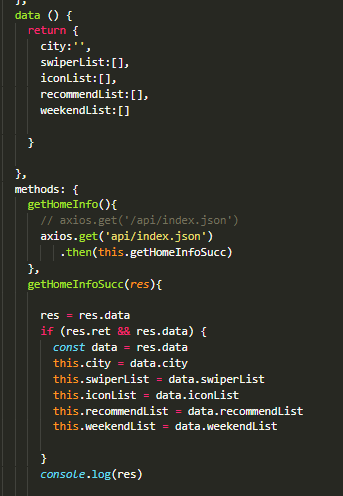 },
data () {
return {
city:'',
swiperList:[],
iconList:[],
recommendList:[],
weekendList:[]
}
},
methods: {
getHomeInfo(){
// axios.get('/api/index.json')
axios.get('api/index.json')
.then(this.getHomeInfoSucc)
},
getHomeInfoSucc(res){
res = res.data
if (res.ret && res.data) {
const data = res.data
this.city = data.city
this.swiperList = data.swiperList
this.iconList = data.iconList
this.recommendList = data.recommendList
this.weekendList = data.weekendList
}
console.log(res)